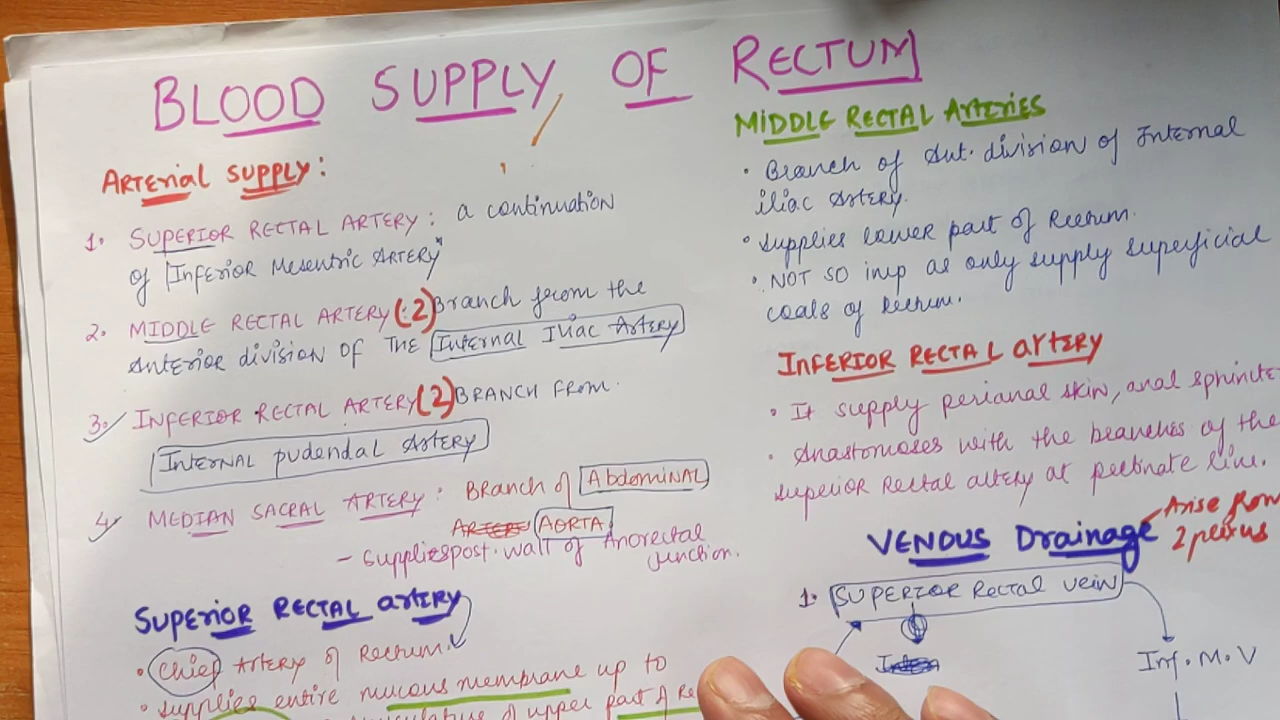 BLOOD SUPPLY OF RECTUM
ARTERIAL SUPPLY:
1. SUPERIOR RECTAL ARTERY: a continuation
of INFERIOR MESENTRIC ARTERY*
2. MIDDLE RECTAL ARTERY (:2) Branch from the
ANTERIOR division OF THE INTERNAL ILIAC ARTERY
3. INFERIOR RECTAL ARTERY (2) BRANCH FROM.
INTERNAL pudendal ARTERY
4. MEDIAN SACRAL ARTERY: BRANCH of Abdominal
AORTA
- Supplies post. wall of Anorectal
junction.
SUPERIOR RECTAL ARTERY
• Chief ARTERY of Rectum.
• Supplies entire mucous membrane up to
of upper part of Re
MIDDLE RECTAL ARTERIES
• Branch of Ant. division of Internal
iliac Artery.
• Supplies lower part of Rectum.
• NOT SO imp as only supply superficial
coats of Rectum.
INFERIOR RECTAL ARTERY
• It supply perianal skin, anal sphincte
• Anastomoses with the branches of the
superior Rectal artery at pectinate line.
VENOUS Drainage
Arise from
2 plexus
1. SUPERIOR Rectal vein
Inf. M. V